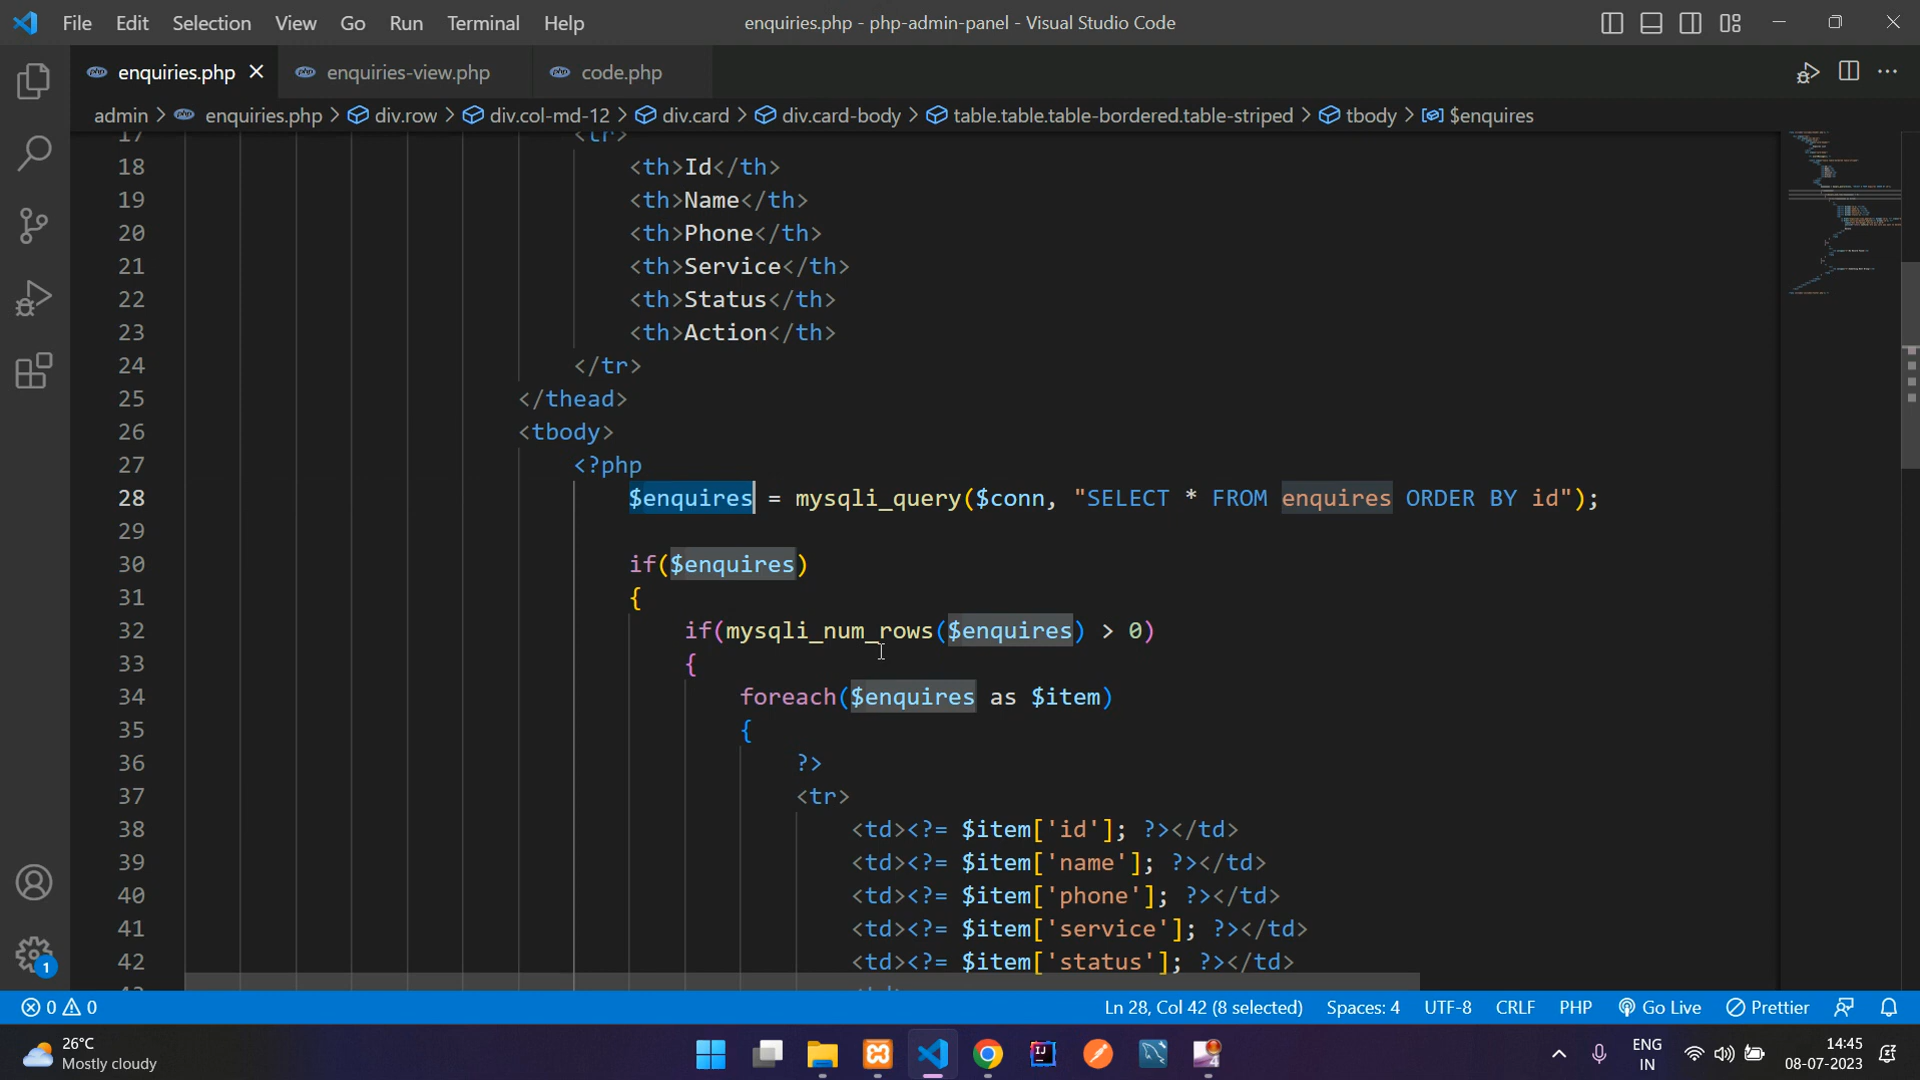 File Edit Selection View Go Run Terminal Help enquiries.php - php-admin-panel - Visual Studio Code
enquiries.php enquiries-view.php code.php
admin > enquiries.php > div.row > div.col-md-12 > div.card > div.card-body > table.table.table-bordered.table-striped > tbody > $enquires
17 <tr>
18 <th>Id</th>
19 <th>Name</th>
20 <th>Phone</th>
21 <th>Service</th>
22 <th>Status</th>
23 <th>Action</th>
24 </tr>
25 </thead>
26 <tbody>
27 <?php
28 $enquires = mysqli_query($conn, "SELECT * FROM enquires ORDER BY id");
29
30 if($enquires)
31 {
32 if(mysqli_num_rows($enquires) > 0)
33 {
34 foreach($enquires as $item)
35 {
36 ?>
37 <tr>
38 <td><?= $item['id']; ?></td>
39 <td><?= $item['name']; ?></td>
40 <td><?= $item['phone']; ?></td>
41 <td><?= $item['service']; ?></td>
42 <td><?= $item['status']; ?></td>
0 0 Ln 28, Col 42 (8 selected) Spaces: 4 UTF-8 CRLF PHP Go Live Prettier
1
26°C
Mostly cloudy
ENG
IN
14:45
08-07-2023